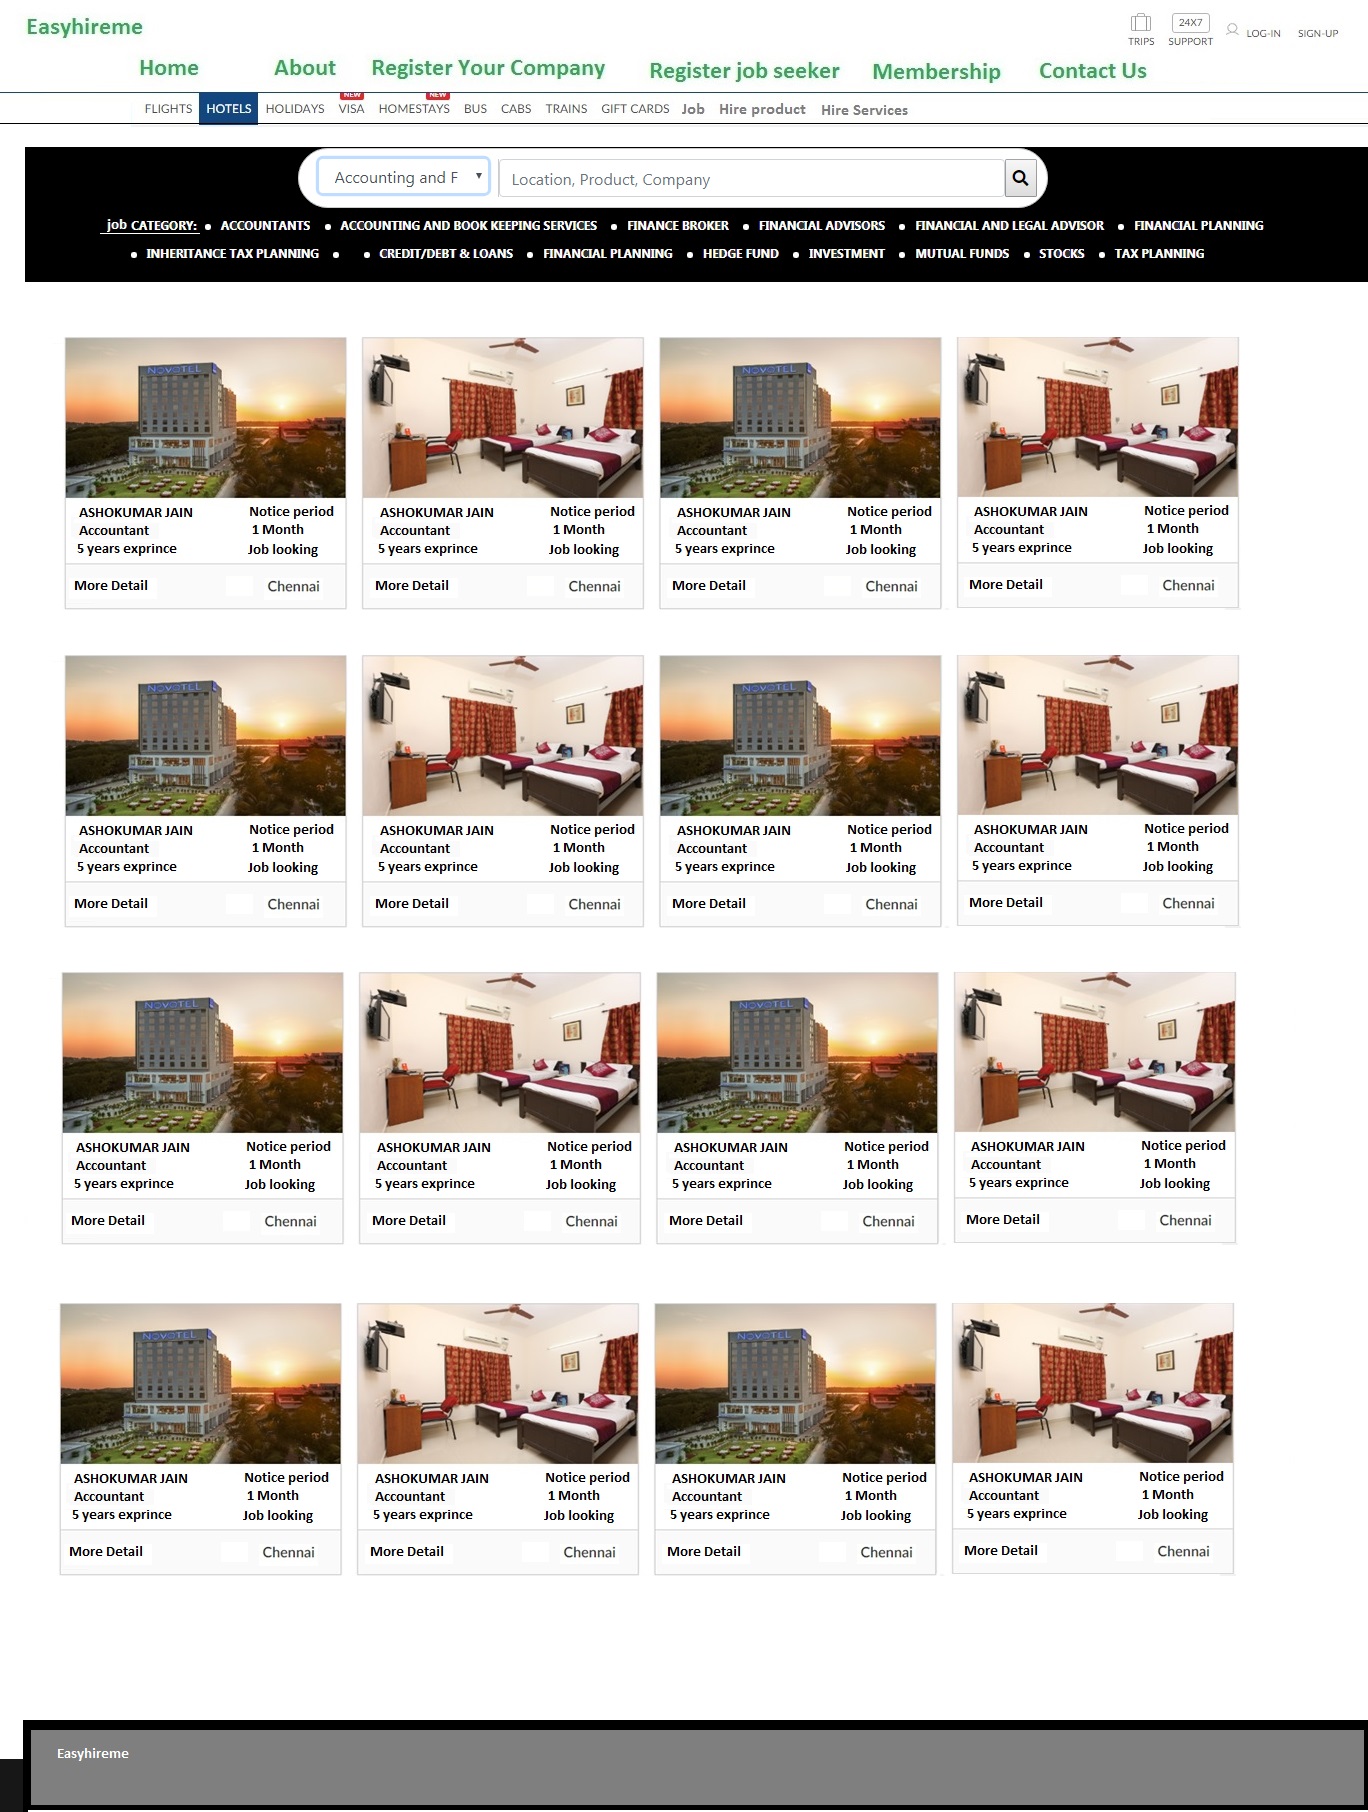 Easyhireme
24X7
TRIPS SUPPORT LOG-IN SIGN-UP
Home About Register Your Company Register job seeker Membership Contact Us
NEW NEW
FLIGHTS HOTELS HOLIDAYS VISA HOMESTAYS BUS CABS TRAINS GIFT CARDS Job Hire product Hire Services
Accounting and F Location, Product, Company
job CATEGORY: • ACCOUNTANTS • ACCOUNTING AND BOOK KEEPING SERVICES • FINANCE BROKER • FINANCIAL ADVISORS • FINANCIAL AND LEGAL ADVISOR • FINANCIAL PLANNING
• INHERITANCE TAX PLANNING • • CREDIT/DEBT & LOANS • FINANCIAL PLANNING • HEDGE FUND • INVESTMENT • MUTUAL FUNDS • STOCKS • TAX PLANNING
NOVOTEL NOVOTEL
ASHOKUMAR JAIN Notice period ASHOKUMAR JAIN Notice period ASHOKUMAR JAIN Notice period ASHOKUMAR JAIN Notice period
Accountant 1 Month Accountant 1 Month Accountant 1 Month Accountant 1 Month
5 years exprince Job looking 5 years exprince Job looking 5 years exprince Job looking 5 years exprince Job looking
More Detail Chennai More Detail Chennai More Detail Chennai More Detail Chennai
NOVOTEL NOVOTEL
ASHOKUMAR JAIN Notice period ASHOKUMAR JAIN Notice period ASHOKUMAR JAIN Notice period ASHOKUMAR JAIN Notice period
Accountant 1 Month Accountant 1 Month Accountant 1 Month Accountant 1 Month
5 years exprince Job looking 5 years exprince Job looking 5 years exprince Job looking 5 years exprince Job looking
More Detail Chennai More Detail Chennai More Detail Chennai More Detail Chennai
NOVOTEL NOVOTEL
ASHOKUMAR JAIN Notice period ASHOKUMAR JAIN Notice period ASHOKUMAR JAIN Notice period ASHOKUMAR JAIN Notice period
Accountant 1 Month Accountant 1 Month Accountant 1 Month Accountant 1 Month
5 years exprince Job looking 5 years exprince Job looking 5 years exprince Job looking 5 years exprince Job looking
More Detail Chennai More Detail Chennai More Detail Chennai More Detail Chennai
NOVOTEL NOVOTEL
ASHOKUMAR JAIN Notice period ASHOKUMAR JAIN Notice period ASHOKUMAR JAIN Notice period ASHOKUMAR JAIN Notice period
Accountant 1 Month Accountant 1 Month Accountant 1 Month Accountant 1 Month
5 years exprince Job looking 5 years exprince Job looking 5 years exprince Job looking 5 years exprince Job looking
More Detail Chennai More Detail Chennai More Detail Chennai More Detail Chennai
Easyhireme